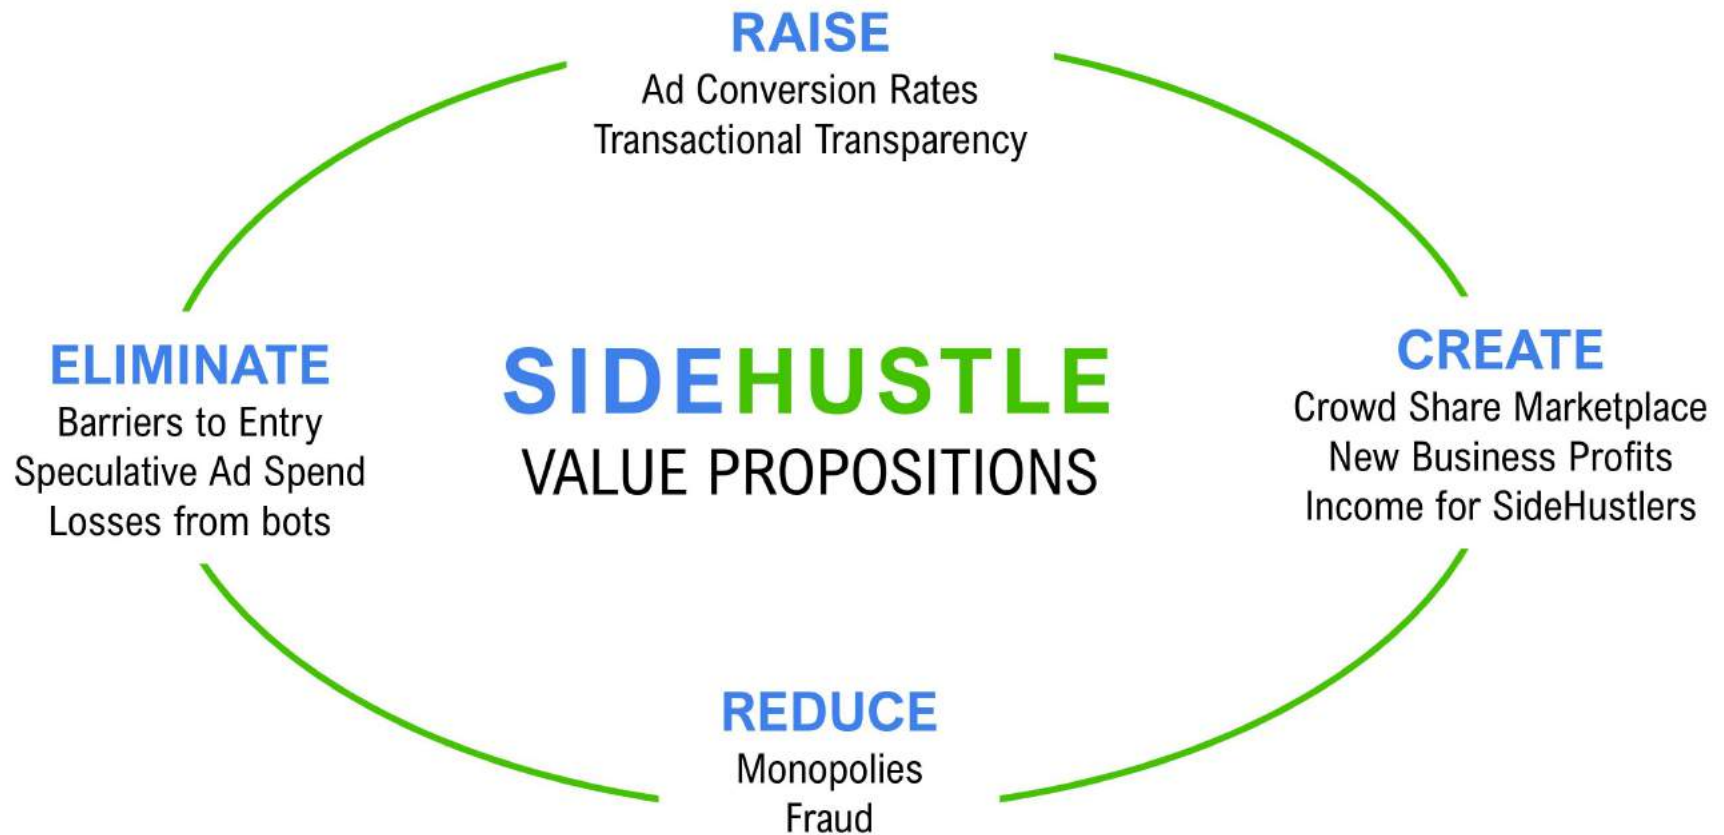 RAISE
Ad Conversion Rates
Transactional Transparency
ELIMINATE
Barriers to Entry
Speculative Ad Spend
Losses from bots
SIDEHUSTLE
VALUE PROPOSITIONS
CREATE
Crowd Share Marketplace
New Business Profits
Income for SideHustlers
REDUCE
Monopolies
Fraud